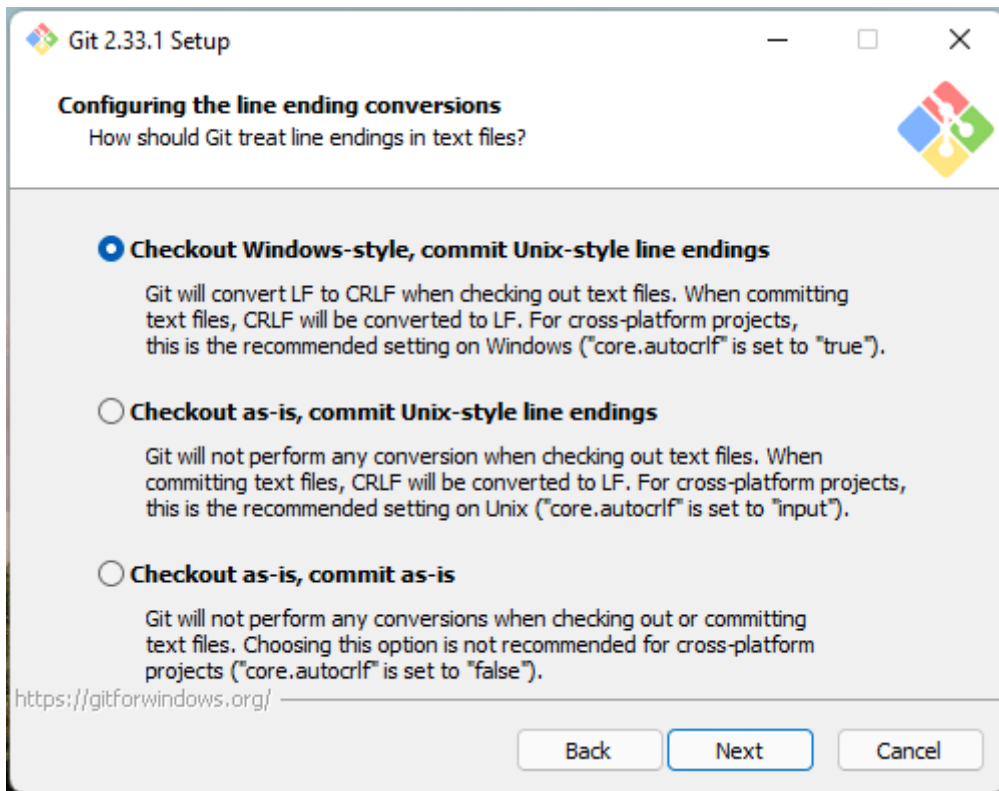 Git 2.33.1 Setup
Configuring the line ending conversions
How should Git treat line endings in text files?
Checkout Windows-style, commit Unix-style line endings
Git will convert LF to CRLF when checking out text files. When committing
text files, CRLF will be converted to LF. For cross-platform projects,
this is the recommended setting on Windows ("core.autocrlf" is set to "true").
Checkout as-is, commit Unix-style line endings
Git will not perform any conversion when checking out text files. When
committing text files, CRLF will be converted to LF. For cross-platform projects,
this is the recommended setting on Unix ("core.autocrlf" is set to "input").
Checkout as-is, commit as-is
Git will not perform any conversions when checking out or committing
text files. Choosing this option is not recommended for cross-platform
projects ("core.autocrlf" is set to "false").
https://gitforwindows.org/
Back Next Cancel